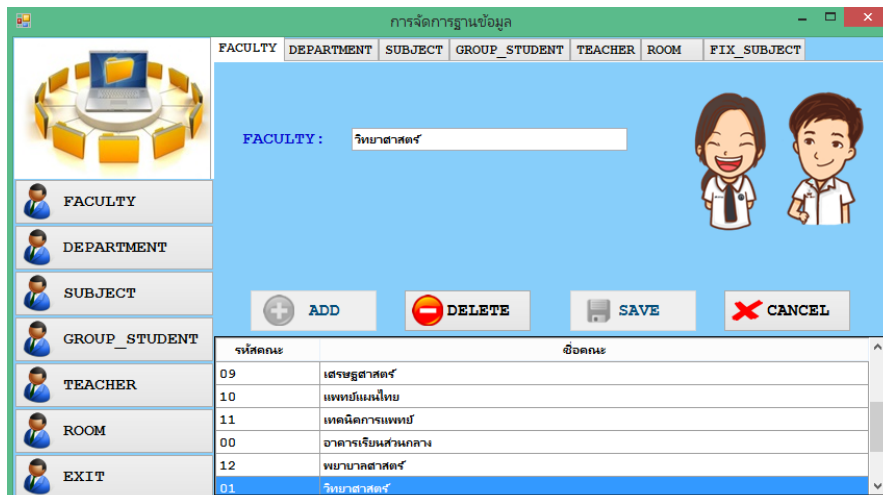 การจัดการฐานข้อมูล
FACULTY DEPARTMENT SUBJECT GROUP_STUDENT TEACHER ROOM FIX_SUBJECT
FACULTY: วิทยาศาสตร์
FACULTY
DEPARTMENT
SUBJECT
GROUP_STUDENT
TEACHER
ROOM
EXIT
ADD DELETE SAVE CANCEL
รหัสคณะ ชื่อคณะ
09 เศรษฐศาสตร์
10 แพทย์แผนไทย
11 เทคนิคการแพทย์
00 อาคารเรียนส่วนกลาง
12 พยาบาลศาสตร์
01 วิทยาศาสตร์